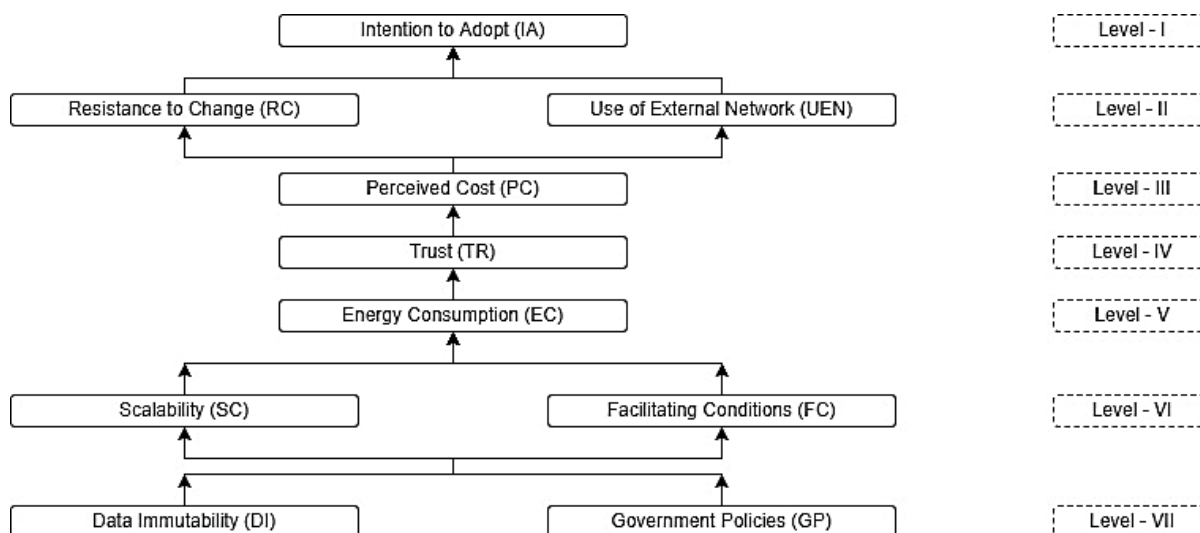 Intention to Adopt (IA)
Level - I
Resistance to Change (RC)
Use of External Network (UEN)
Level - II
Perceived Cost (PC)
Level - III
Trust (TR)
Level - IV
Energy Consumption (EC)
Level - V
Scalability (SC)
Facilitating Conditions (FC)
Level - VI
Data Immutability (DI)
Government Policies (GP)
Level - VII